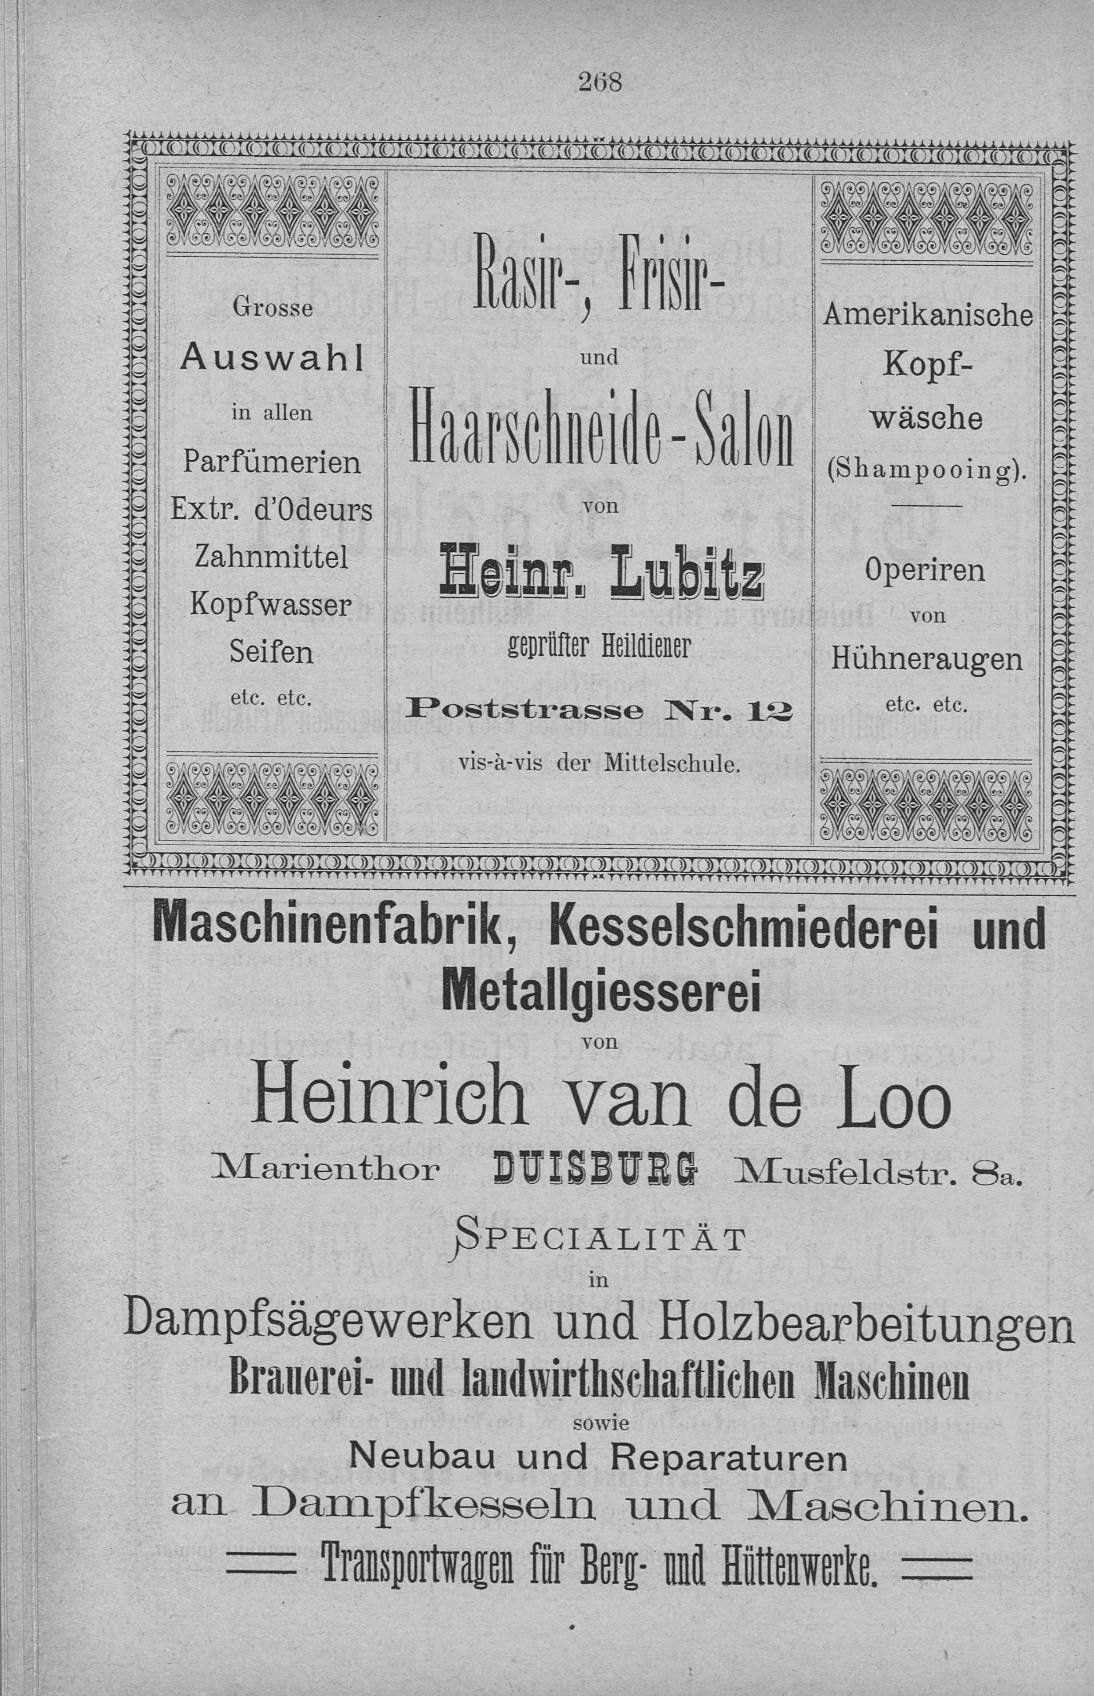 268
Grosse
Auswahl
in allen
Parfümerien
Extr. d'Odeurs
Zahnmittel
Kopfwasser
Seifen
etc. etc.
Rasir-, Frisir-
und
Haarschneide-Salon
von
Heinr. Lubitz
geprüfter Heildiener
Poststrasse Nr. 12
vis-à-vis der Mittelschule.
Amerikanische
Kopf-
wäsche
(Shampooing).
Operiren
von
Hühneraugen
etc. etc.
Maschinenfabrik, Kesselschmiederei und
Metallgiesserei
von
Heinrich van de Loo
Marienthor DUISBURG Musfeldstr. 8a.
SPECIALITÄT
in
Dampfsägewerken und Holzbearbeitungen
Brauerei- und landwirthschaftlichen Maschinen
sowie
Neubau und Reparaturen
an Dampfkesseln und Maschinen.
Transportwagen für Berg- und Hüttenwerke.